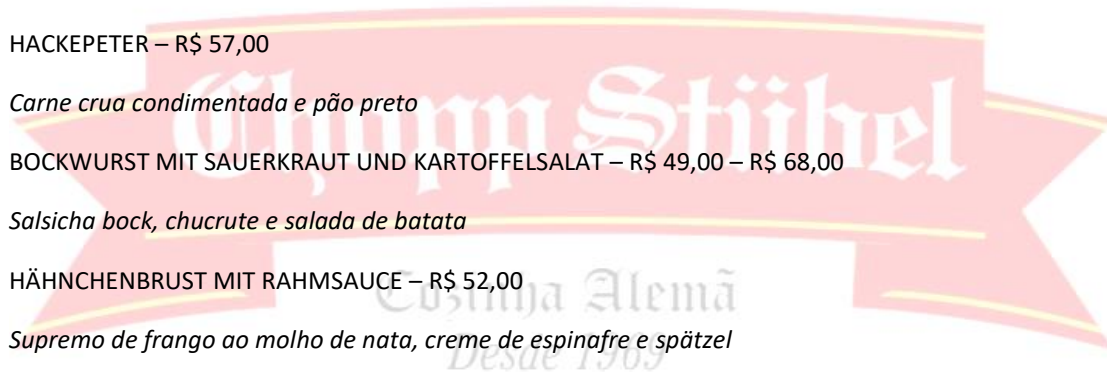 HACKEPETER – R$ 57,00
Carne crua condimentada e pão preto
BOCKWURST MIT SAUERKRAUT UND KARTOFFELSALAT – R$ 49,00 – R$ 68,00
Salsicha bock, chucrute e salada de batata
HÄHNCHENBRUST MIT RAHMSAUCE – R$ 52,00
Supremo de frango ao molho de nata, creme de espinafre e spätzel
Chopp Stübel
Cozinha Alemã
Desde 1969